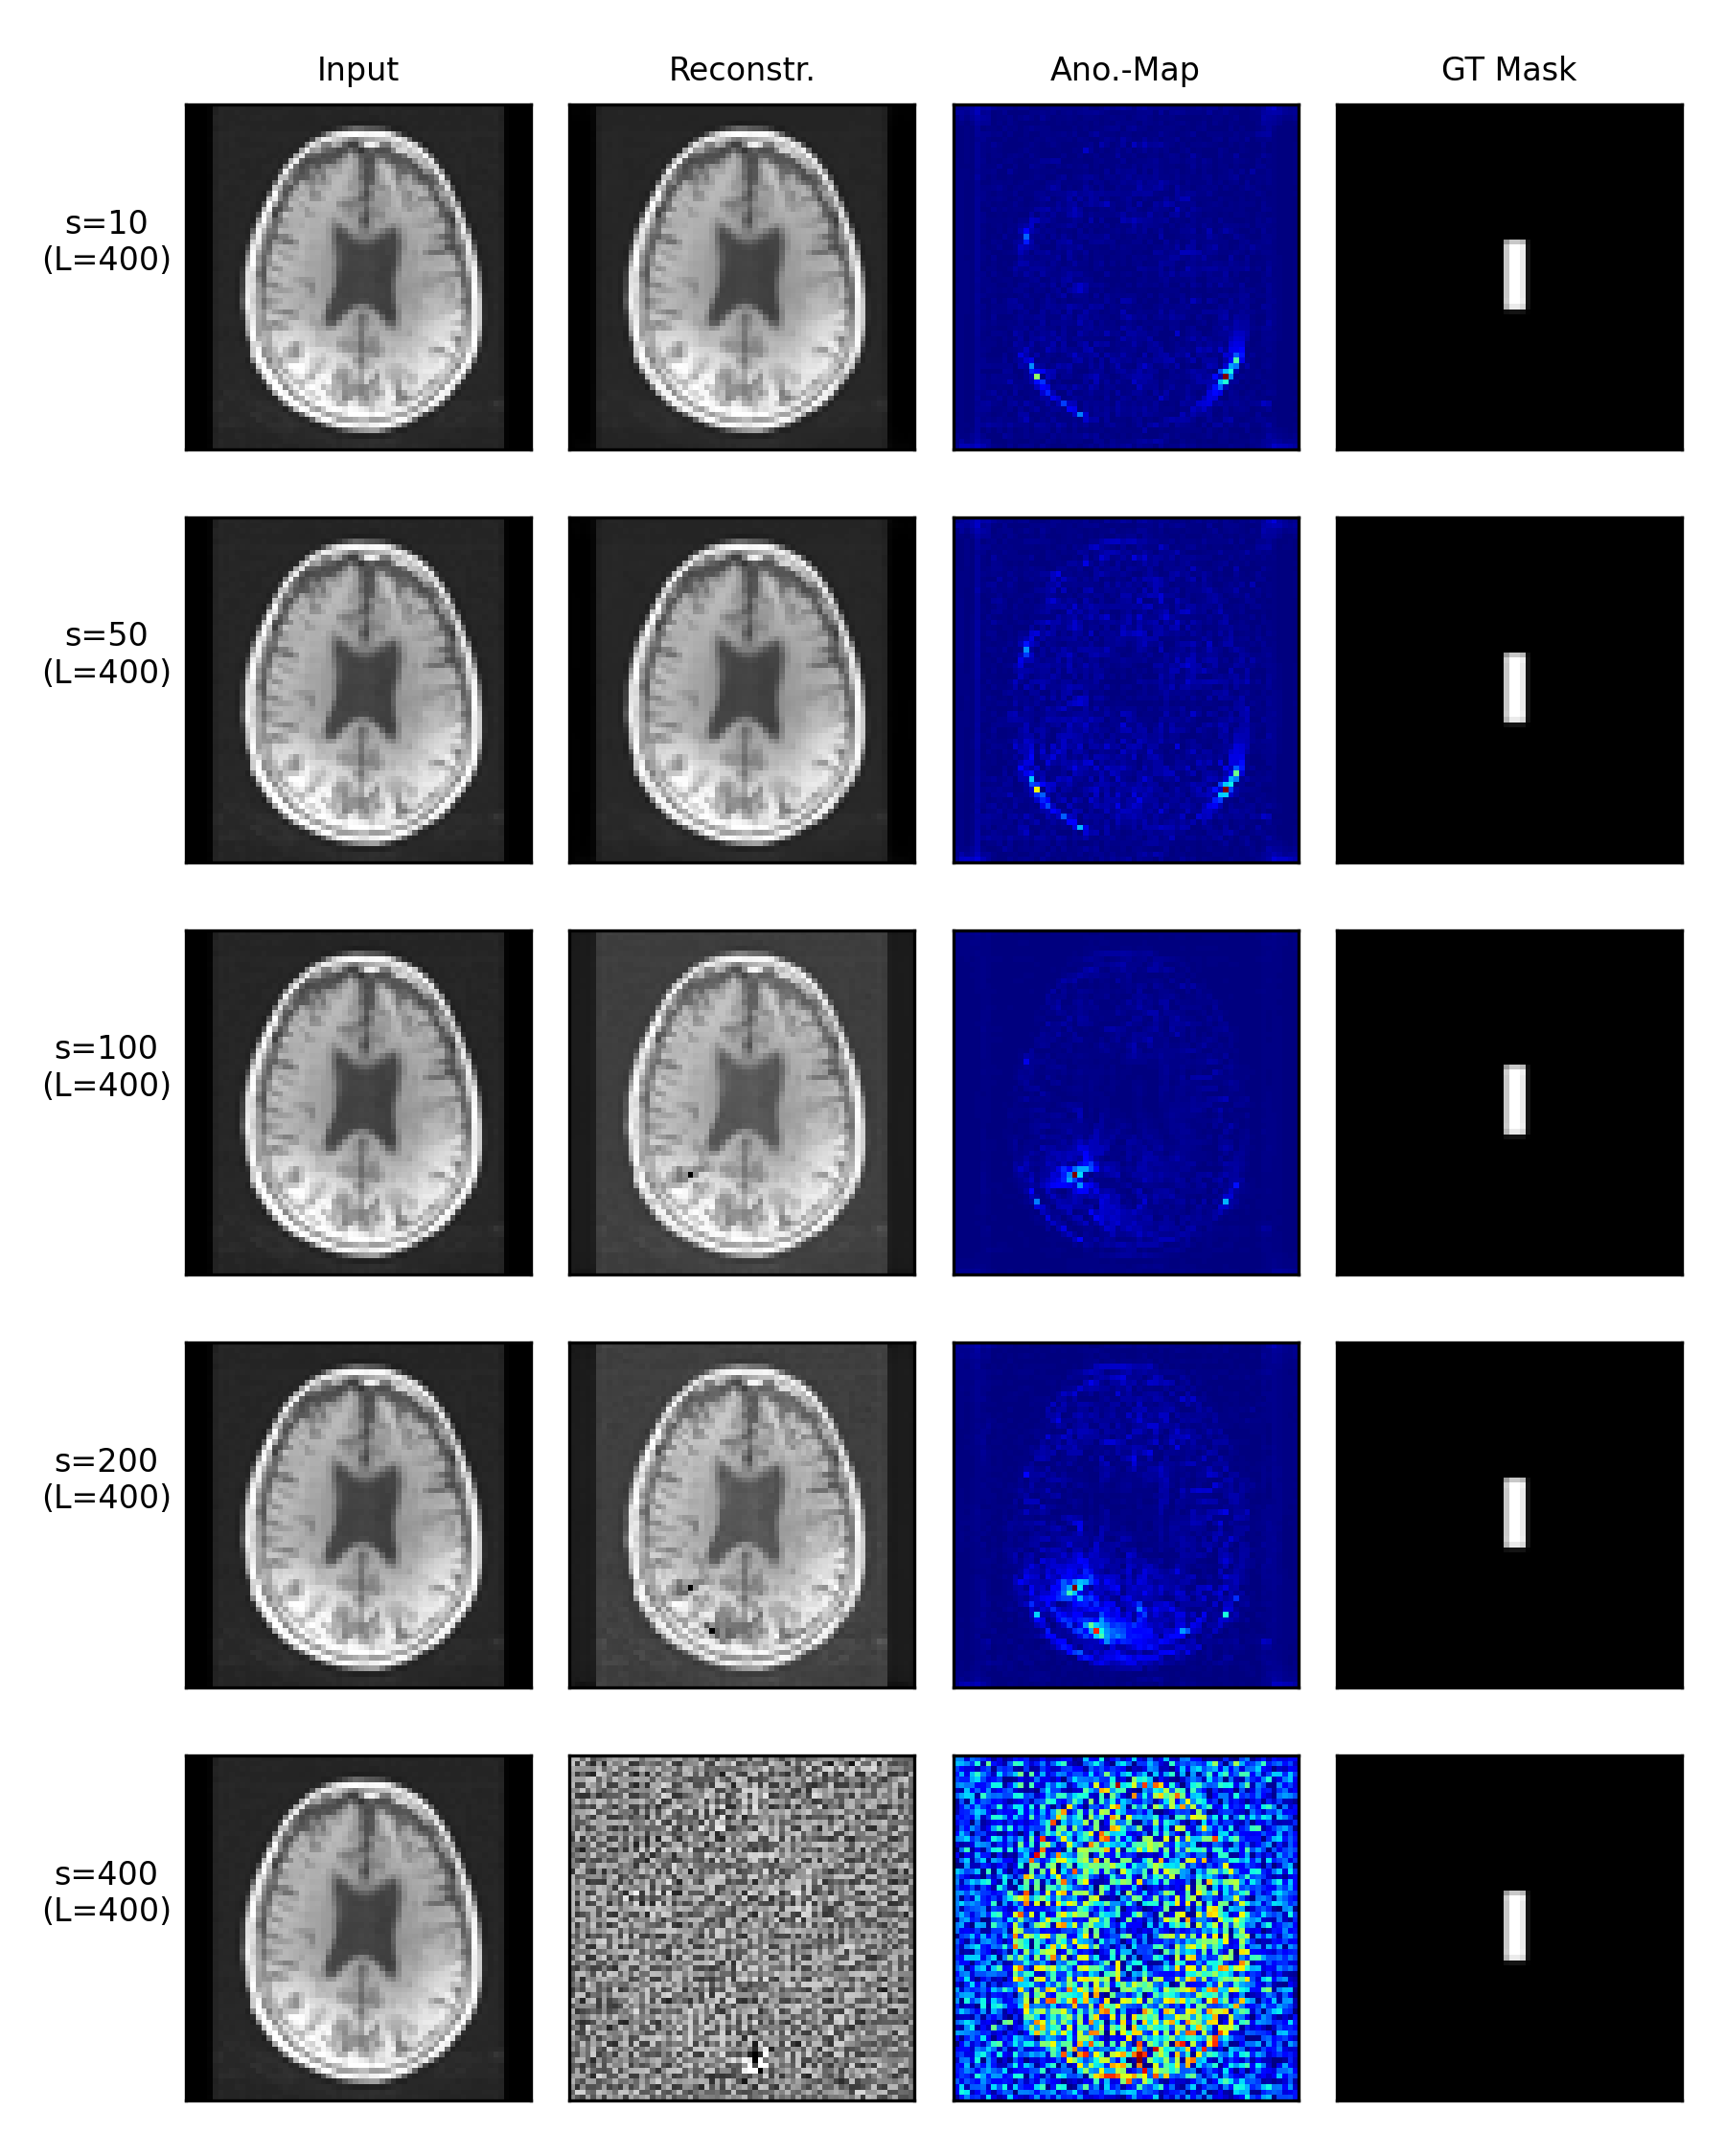 Input Reconstr. Ano.-Map GT Mask
s=10
(L=400)
s=50
(L=400)
s=100
(L=400)
s=200
(L=400)
s=400
(L=400)